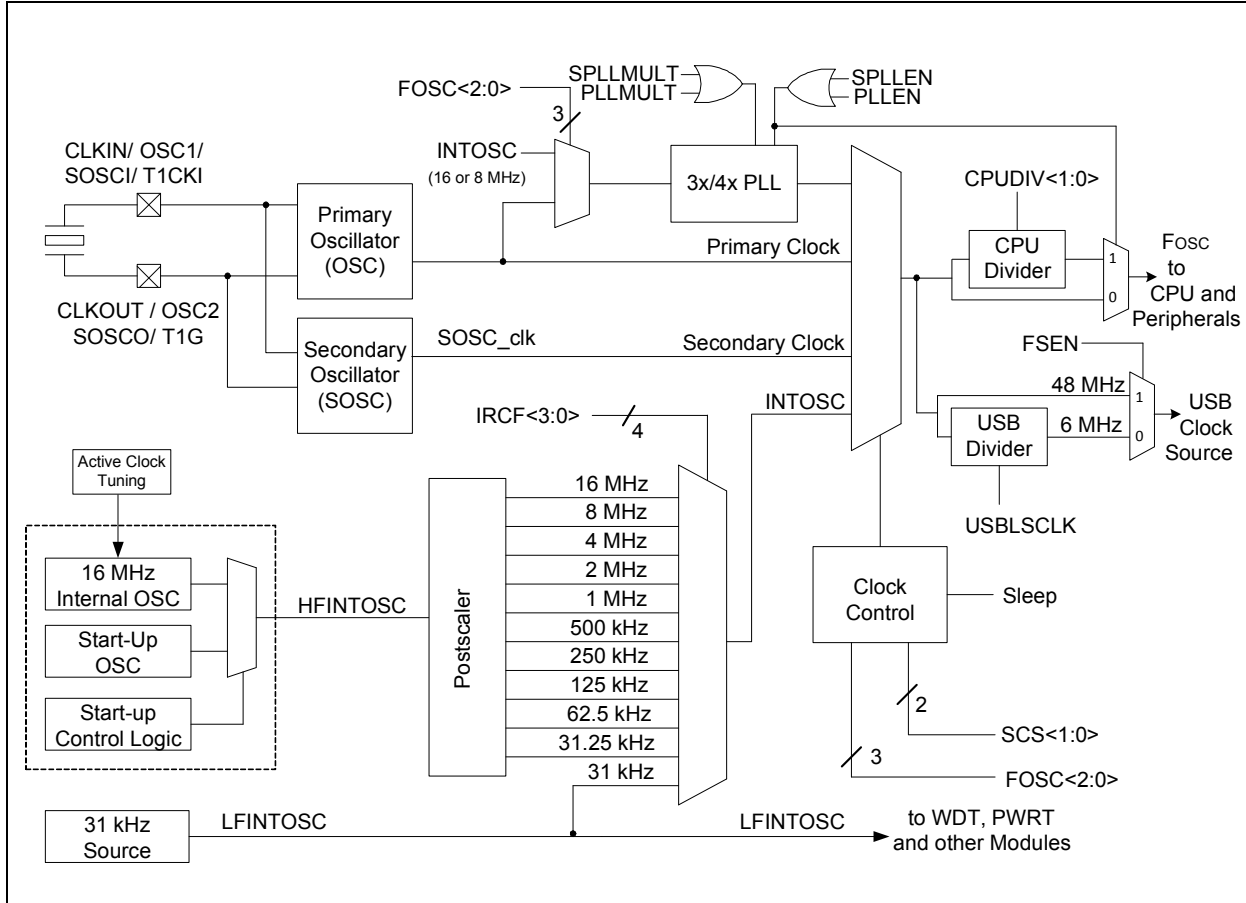 SPLLMULT
PLLMULT
SPLLEN
PLLEN
FOSC<2:0>
3
CLKIN/ OSC1/
SOSCI/ T1CKI
INTOSC
(16 or 8 MHz)
3x/4x PLL
CPUDIV<1:0>
Primary
Oscillator
(OSC)
Primary Clock
CPU
Divider
1
0
FOSC
to
CPU and
Peripherals
CLKOUT / OSC2
SOSCO/ T1G
Secondary
Oscillator
(SOSC)
SOSC_clk
Secondary Clock
FSEN
48 MHz
1
6 MHz
0
USB
Clock
Source
USB
Divider
USBLSCLK
IRCF<3:0>
4
INTOSC
Active Clock
Tuning
16 MHz
Internal OSC
Start-Up
OSC
Start-up
Control Logic
HFINTOSC
Postscaler
16 MHz
8 MHz
4 MHz
2 MHz
1 MHz
500 kHz
250 kHz
125 kHz
62.5 kHz
31.25 kHz
31 kHz
Clock
Control
Sleep
2
SCS<1:0>
3
FOSC<2:0>
31 kHz
Source
LFINTOSC
LFINTOSC
to WDT, PWRT
and other Modules